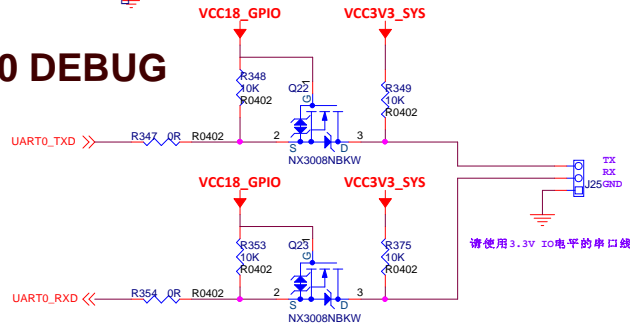 VCC18_GPIO VCC3V3_SYS
0 DEBUG
R348 Q22 R349
10K G 1 10K
R0402 R0402
UART0_TXD R347 0R R0402 2 3
S D
NX3008NBKW
TX
RX
J25 GND
VCC18_GPIO VCC3V3_SYS
请使用3.3V IO电平的串口线
R353 Q23 R375
10K G 1 10K
R0402 R0402
UART0_RXD R354 0R R0402 2 3
S D
NX3008NBKW